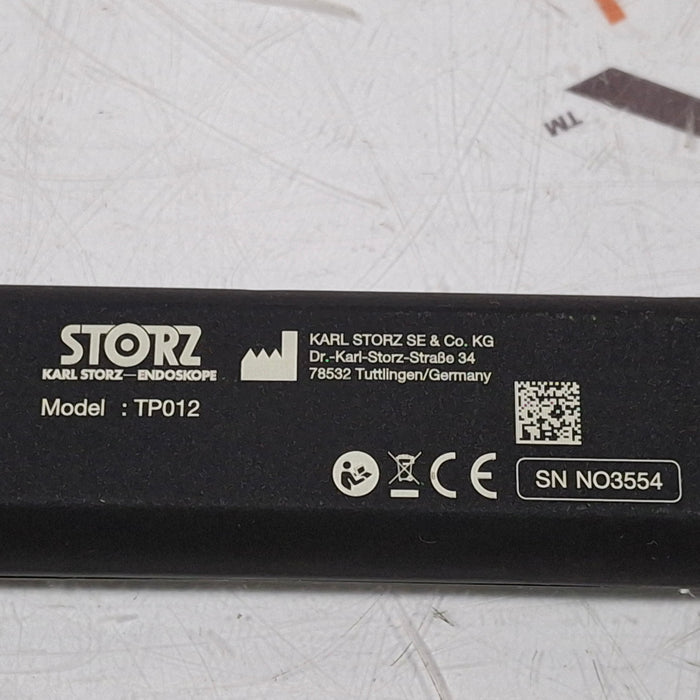 TM
STORZ
KARL STORZ—ENDOSKOPE
Model : TP012
KARL STORZ SE & Co. KG
Dr.-Karl-Storz-Straße 34
78532 Tuttlingen/Germany
CE
SN NO3554